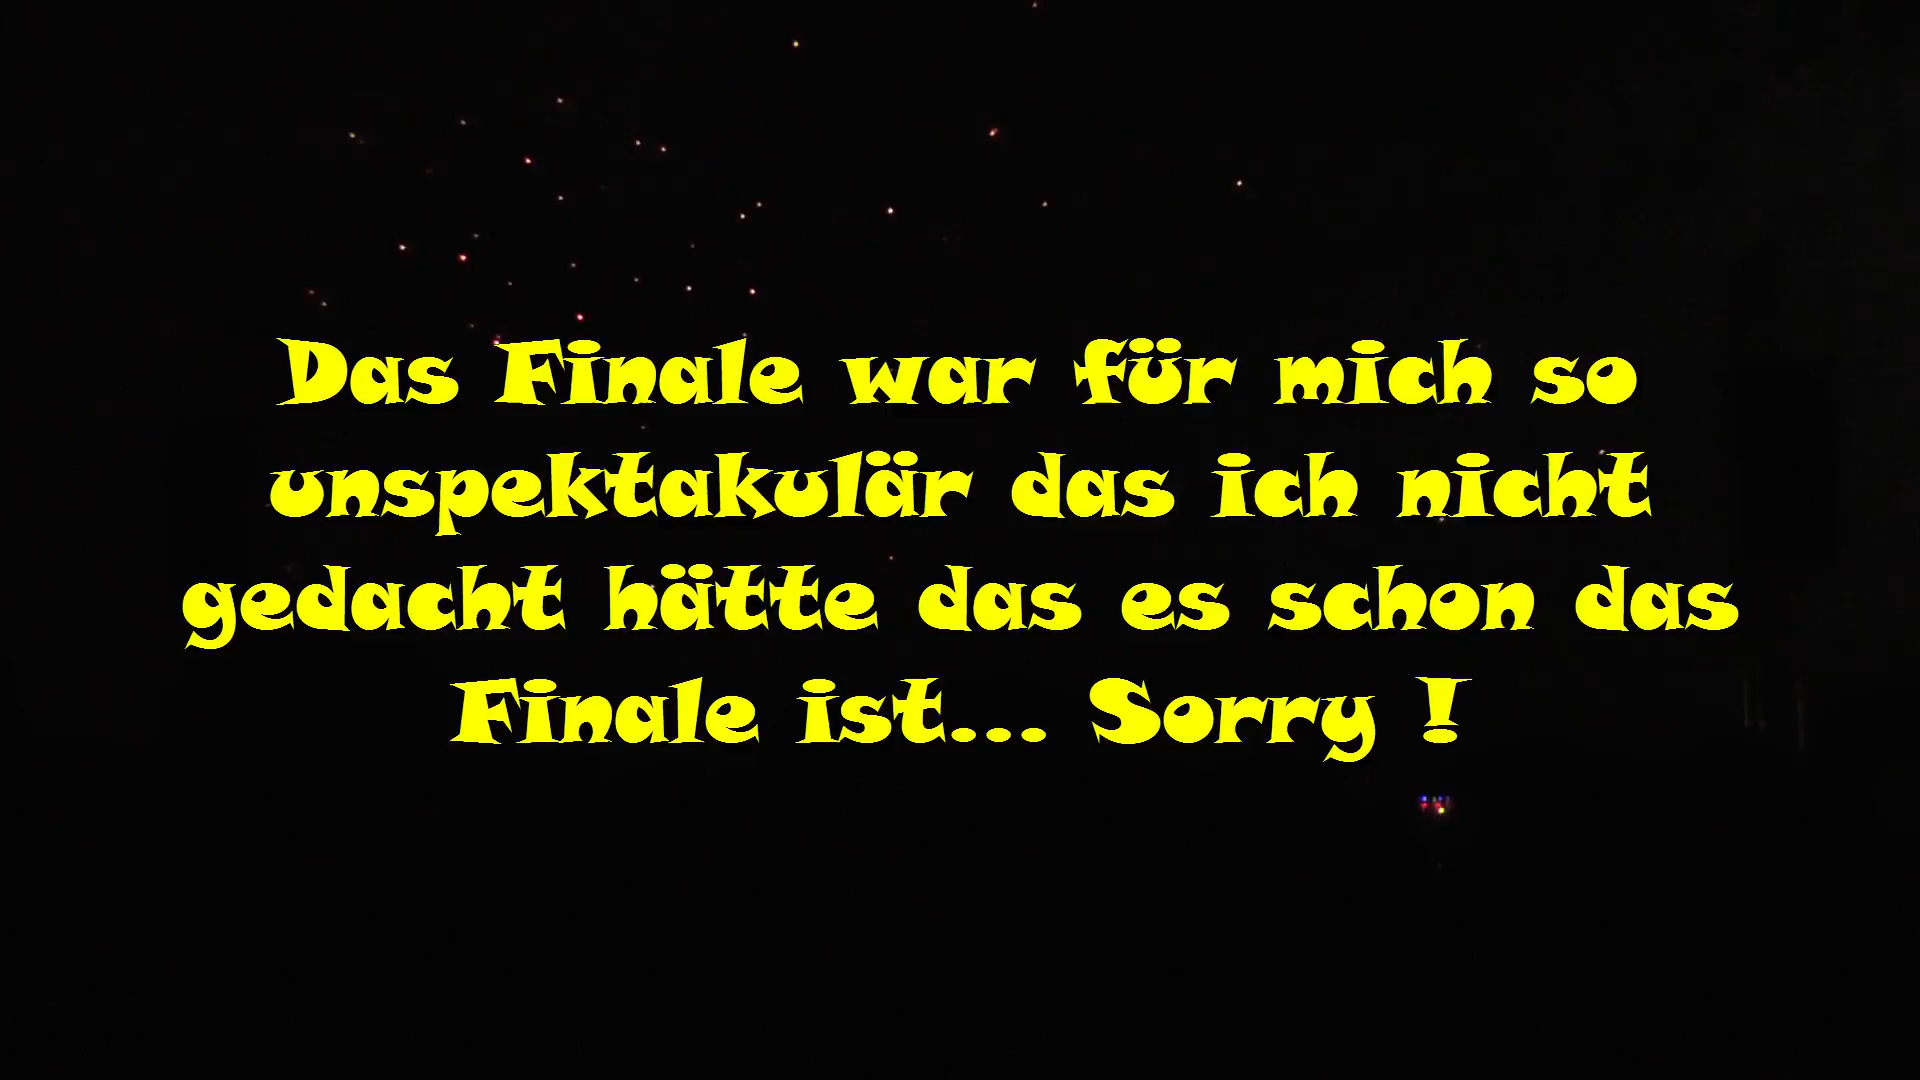 Das Finale war für mich so
unspektakulär das ich nicht
gedacht hätte das es schon das
Finale ist... Sorry !